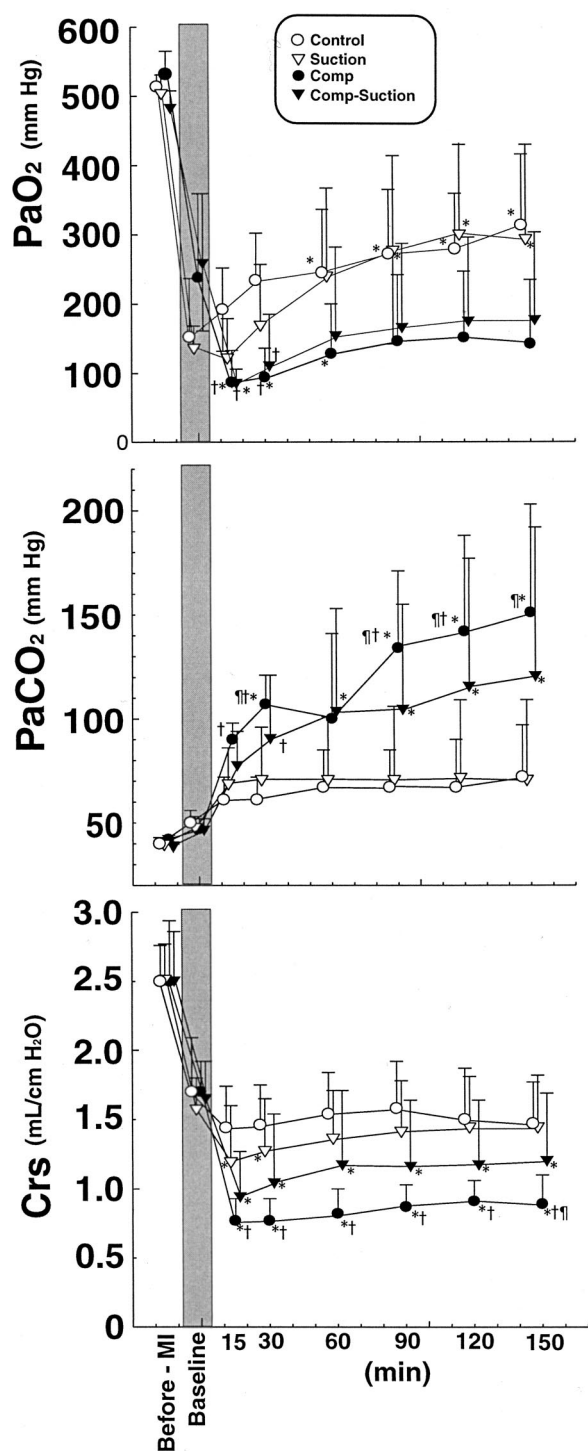 Control
Suction
Comp
Comp-Suction
PaO2 (mm Hg)
600
500
400
300
200
100
0
* * * * * * * *
†* †* †* † *
PaCO2 (mm Hg)
200
150
100
50
† ¶†* † * ¶†* * ¶†* * ¶* *
Crs (mL/cm H2O)
3.0
2.5
2.0
1.5
1.0
0.5
0
* * * * * * * *
*† *† *† *† *† *†¶
Before - MI
Baseline
15 30 60 90 120 150
(min)